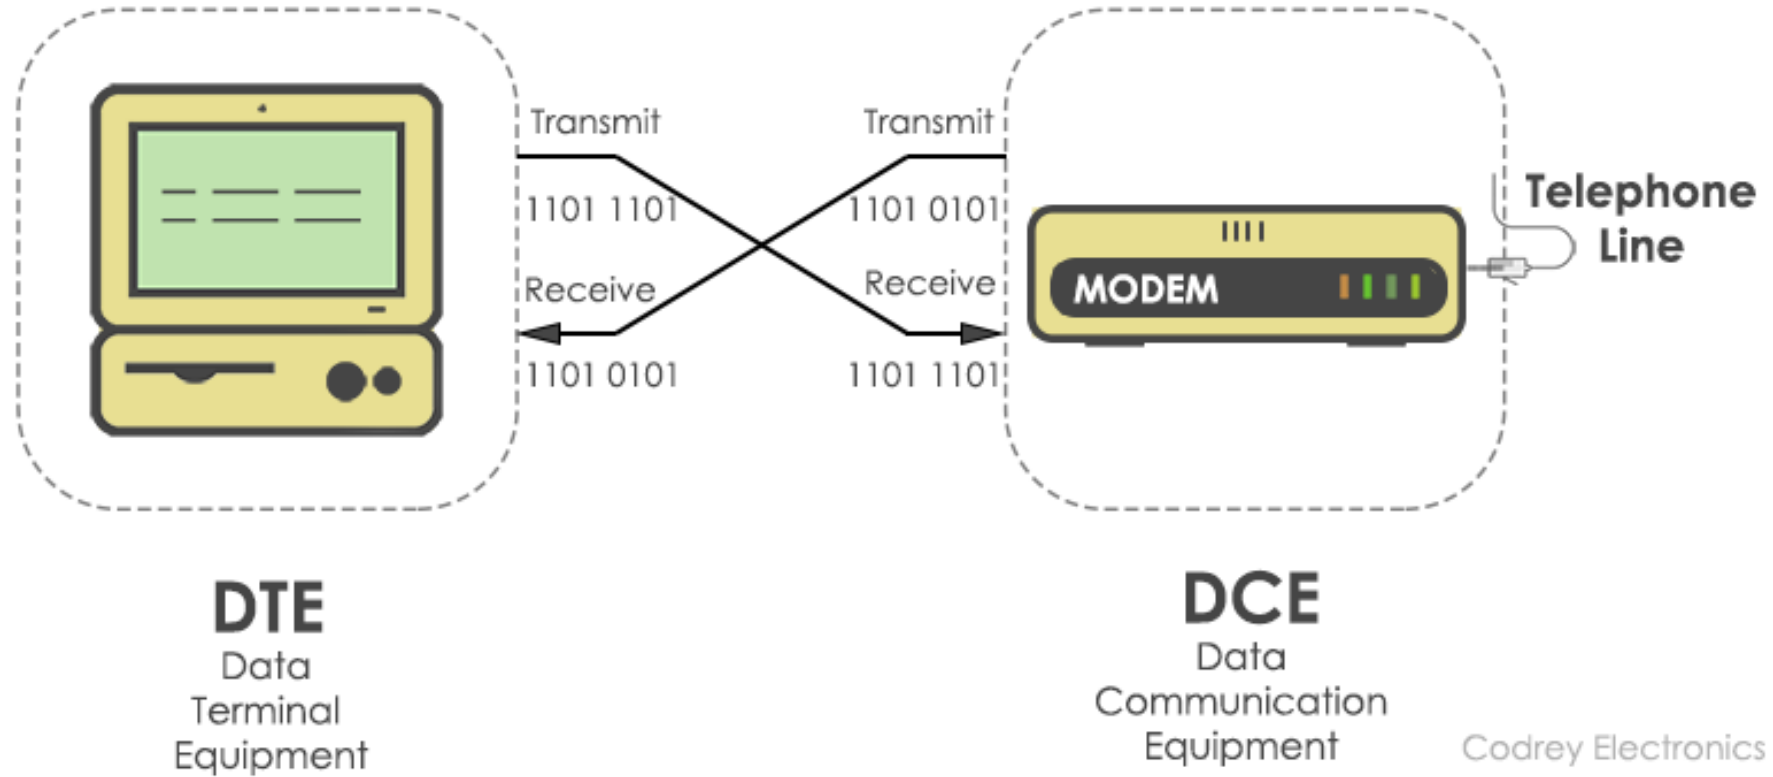 Transmit
Transmit
1101 1101
1101 0101
Receive
Receive
1101 0101
1101 1101
MODEM
Telephone
Line
DTE
Data
Terminal
Equipment
DCE
Data
Communication
Equipment
Codrey Electronics